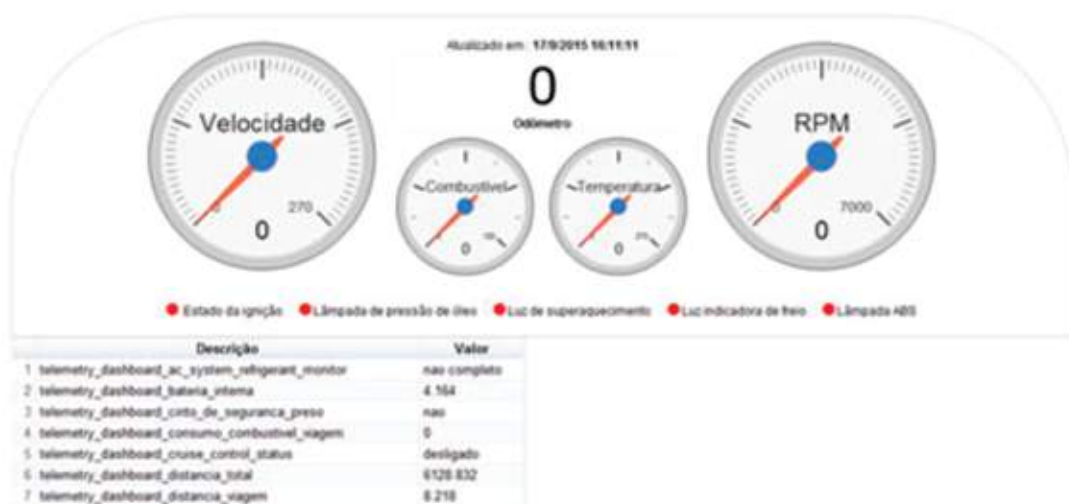 Atualizado em : 17/9/2015 16:11:11
0
Odômetro
Velocidade
0
270
0
Combustível
0
Temperatura
0
RPM
0
7000
0
Estado da ignição
Lâmpada de pressão de óleo
Luz de superaquecimento
Luz indicadora de freio
Lâmpada ABS
Descrição Valor
1 telemetry_dashboard_ac_system_refrigerant_monitor nao completo
2 telemetry_dashboard_bateria_interna 4.164
3 telemetry_dashboard_cinto_de_seguranca_preso nao
4 telemetry_dashboard_consumo_combustivel_viagem 0
5 telemetry_dashboard_cruise_control_status desligado
6 telemetry_dashboard_distancia_total 6128.832
7 telemetry_dashboard_distancia_viagem 8.218